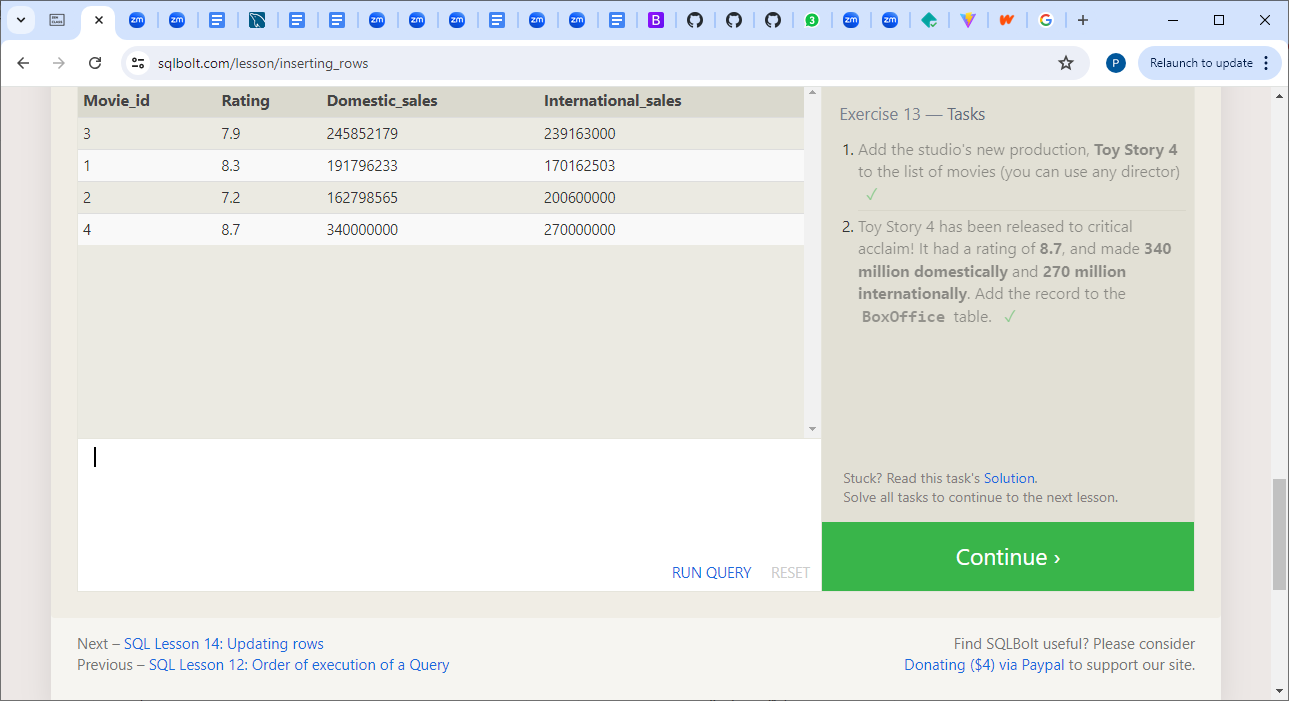 sqlbolt.com/lesson/inserting_rows
P
Relaunch to update
Movie_id Rating Domestic_sales International_sales
3 7.9 245852179 239163000
1 8.3 191796233 170162503
2 7.2 162798565 200600000
4 8.7 340000000 270000000
Exercise 13 — Tasks
1. Add the studio's new production, Toy Story 4
to the list of movies (you can use any director)
✓
2. Toy Story 4 has been released to critical
acclaim! It had a rating of 8.7, and made 340
million domestically and 270 million
internationally. Add the record to the
BoxOffice table. ✓
Stuck? Read this task's Solution.
Solve all tasks to continue to the next lesson.
RUN QUERY RESET
Continue ›
Next – SQL Lesson 14: Updating rows
Previous – SQL Lesson 12: Order of execution of a Query
Find SQLBolt useful? Please consider
Donating ($4) via Paypal to support our site.